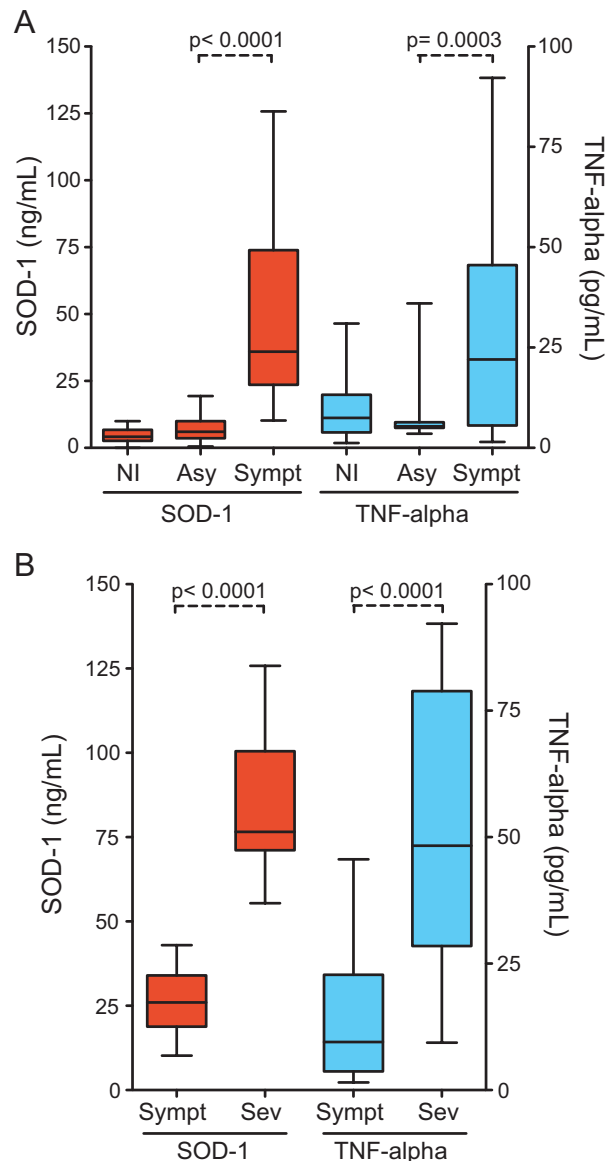 A
p< 0.0001
p= 0.0003
150
125
100
75
50
25
0
SOD-1 (ng/mL)
100
75
50
25
0
TNF-alpha (pg/mL)
NI Asy Sympt NI Asy Sympt
SOD-1 TNF-alpha
B
p< 0.0001
p< 0.0001
150
125
100
75
50
25
0
SOD-1 (ng/mL)
100
75
50
25
0
TNF-alpha (pg/mL)
Sympt Sev Sympt Sev
SOD-1 TNF-alpha